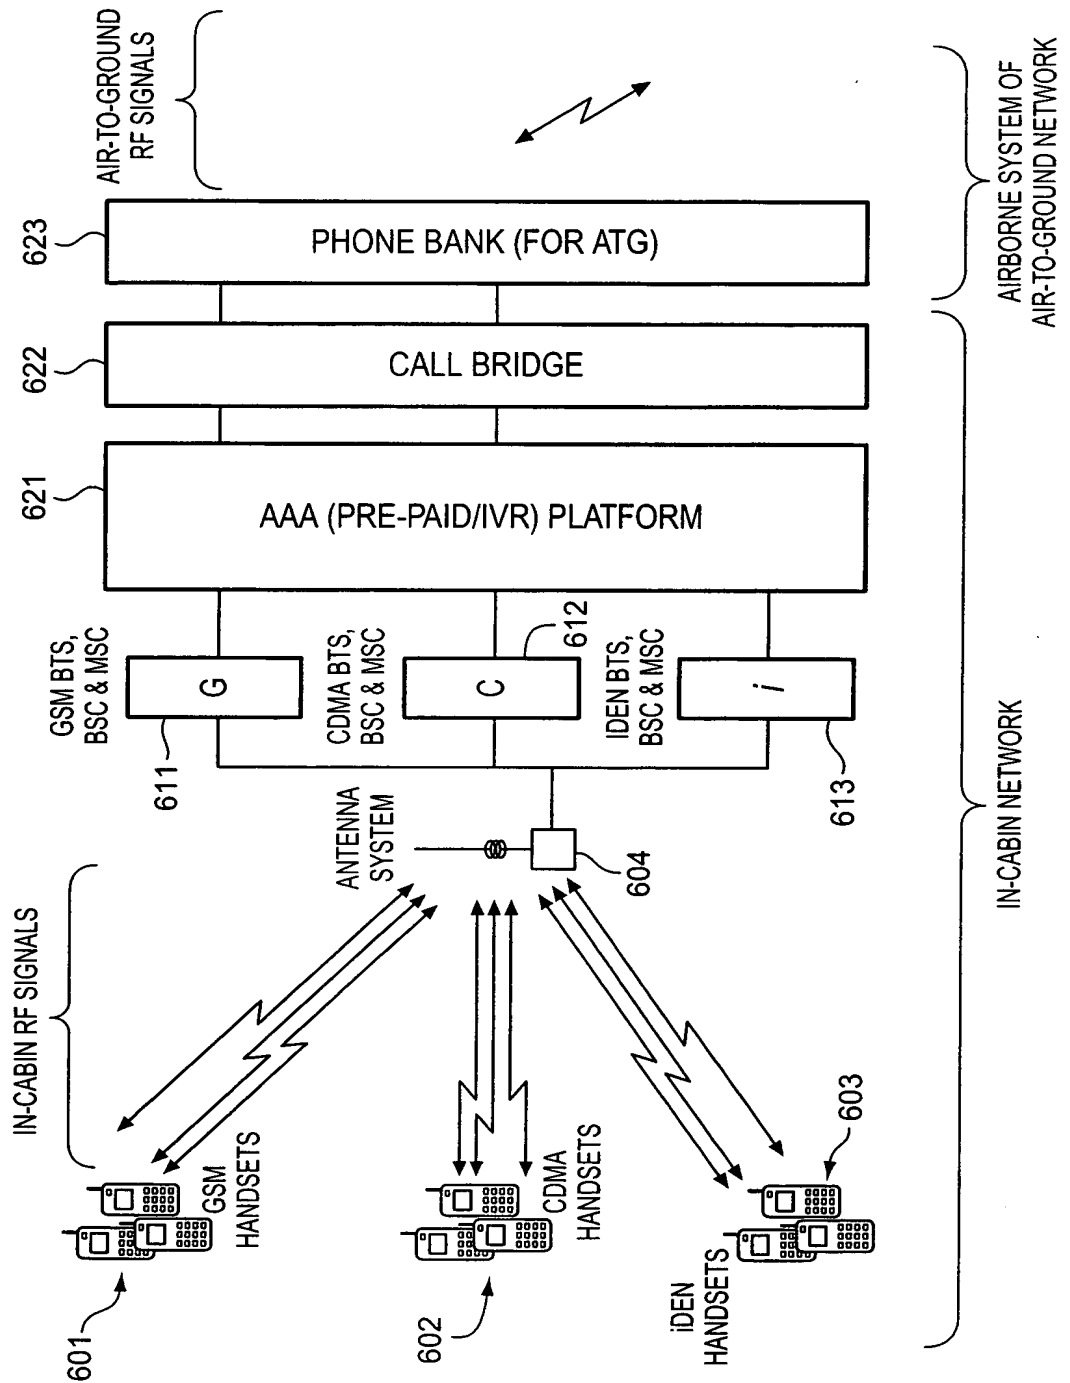 AIR-TO-GROUND
RF SIGNALS
623
PHONE BANK (FOR ATG)
622
CALL BRIDGE
621
AAA (PRE-PAID/IVR) PLATFORM
GSM BTS,
BSC & MSC
G
611
CDMA BTS,
BSC & MSC
C
612
IDEN BTS,
BSC & MSC
i
613
ANTENNA
SYSTEM
604
IN-CABIN RF SIGNALS
GSM
HANDSETS
601
CDMA
HANDSETS
602
iDEN
HANDSETS
603
AIRBORNE SYSTEM OF
AIR-TO-GROUND NETWORK
IN-CABIN NETWORK